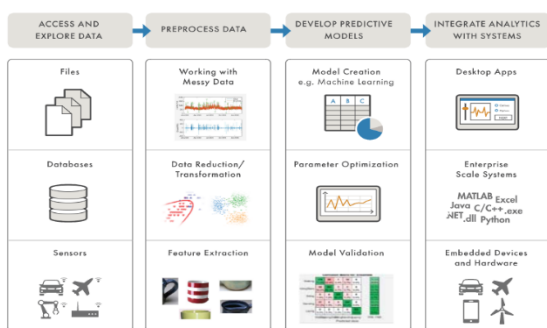 ACCESS AND
EXPLORE DATA
PREPROCESS DATA
DEVELOP PREDICTIVE
MODELS
INTEGRATE ANALYTICS
WITH SYSTEMS
Files
Databases
Sensors
Working with
Messy Data
Data Reduction/
Transformation
Feature Extraction
Model Creation
e.g. Machine Learning
A B C
Parameter Optimization
Model Validation
Desktop Apps
Enterprise
Scale Systems
MATLAB Excel
Java C/C++ .exe
.NET .dll Python
Embedded Devices
and Hardware